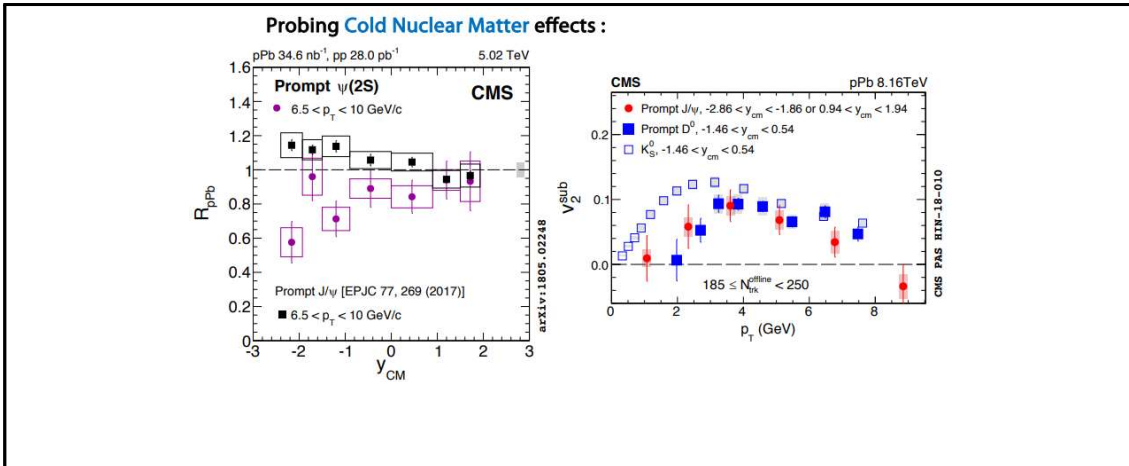 Probing Cold Nuclear Matter effects :
pPb 34.6 nb⁻¹, pp 28.0 pb⁻¹ 5.02 TeV
Prompt ψ(2S) CMS
6.5 < p_T < 10 GeV/c
Prompt J/ψ [EPJC 77, 269 (2017)]
6.5 < p_T < 10 GeV/c
R_pPb
1.6
1.4
1.2
1
0.8
0.6
0.4
0.2
0
-3 -2 -1 0 1 2 3
y_CM
arXiv:1805.02248
CMS pPb 8.16TeV
Prompt J/ψ, -2.86 < y_cm < -1.86 or 0.94 < y_cm < 1.94
Prompt D⁰, -1.46 < y_cm < 0.54
K_S⁰, -1.46 < y_cm < 0.54
v₂^sub
0.2
0.1
0.0
185 ≤ N_trk^offline < 250
0 2 4 6 8
p_T (GeV)
CMS PAS HIN-18-010